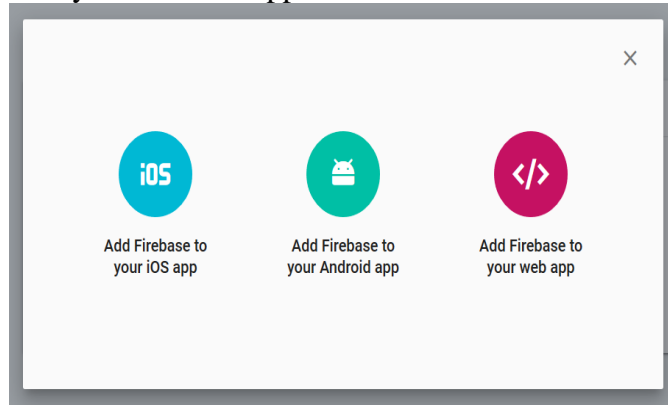 iOS
</>
Add Firebase to
your iOS app
Add Firebase to
your Android app
Add Firebase to
your web app